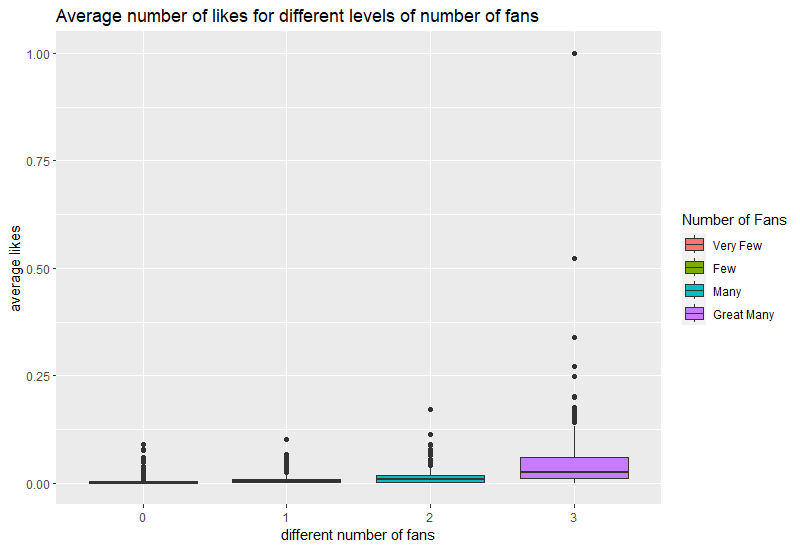 Average number of likes for different levels of number of fans
1.00
0.75
0.50
0.25
0.00
average likes
0
1
2
3
different number of fans
Number of Fans
Very Few
Few
Many
Great Many